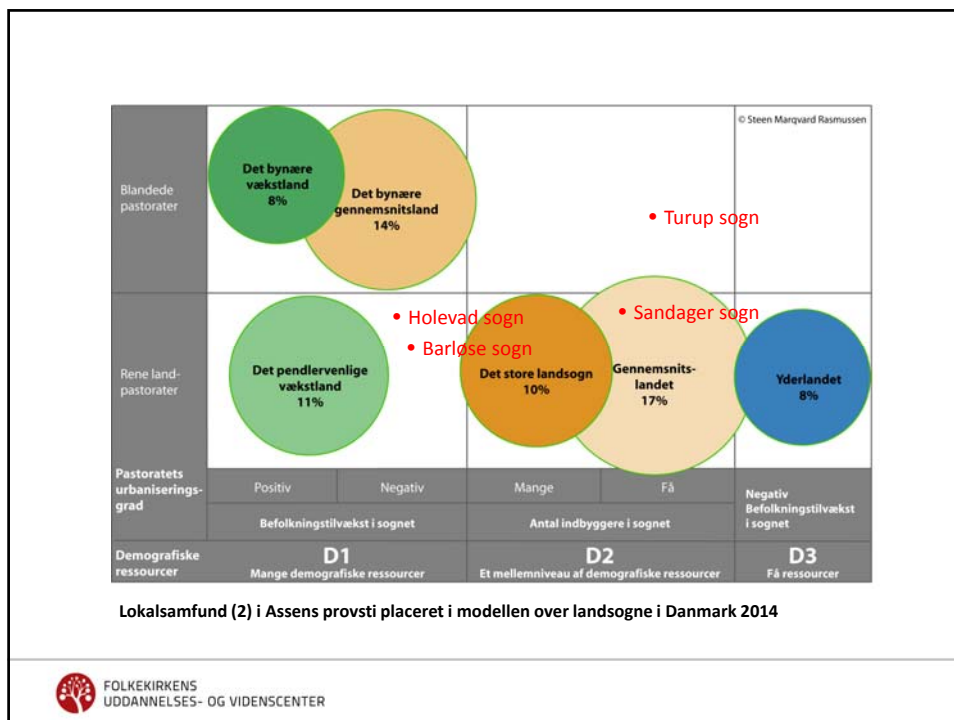 © Steen Marqvard Rasmussen
Blandede
pastorater
Det bynære
vækstland
8%
Det bynære
gennemsnitsland
14%
• Turup sogn
Rene land-
pastorater
• Holevad sogn
• Barløse sogn
• Sandager sogn
Det pendlervenlige
vækstland
11%
Det store landsogn
10%
Gennemsnits-
landet
17%
Yderlandet
8%
Pastoratets
urbaniserings-
grad
Positiv
Negativ
Befolkningstilvækst i sognet
Mange
Få
Antal indbyggere i sognet
Negativ
Befolkningstilvækst
i sognet
Demografiske
ressourcer
D1
Mange demografiske ressourcer
D2
Et mellemniveau af demografiske ressourcer
D3
Få ressourcer
Lokalsamfund (2) i Assens provsti placeret i modellen over landsogne i Danmark 2014
FOLKEKIRKENS
UDDANNELSES- OG VIDENSCENTER